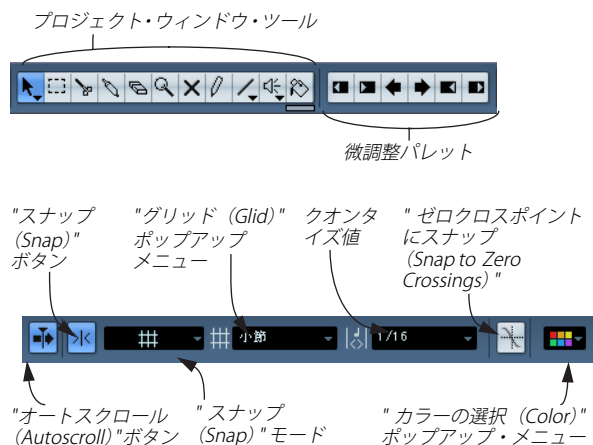 プロジェクト・ウィンドウ・ツール
微調整パレット
"スナップ
（Snap）"
ボタン
"グリッド（Glid）"
ポップアップ
メニュー
クオンタ
イズ値
" ゼロクロスポイント
にスナップ
（Snap to Zero
Crossings）"
小節
1/16
"オートスクロール
（Autoscroll）"ボタン
" スナップ
（Snap）"モード
" カラーの選択（Color）"
ポップアップ・メニュー